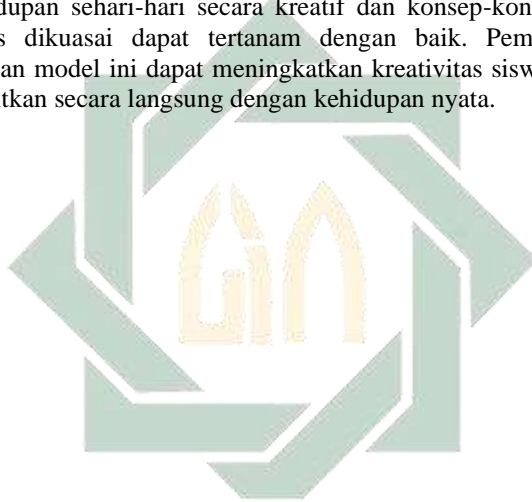 dupan sehari-hari secara kreatif dan konsep-kon
s dikuasai dapat tertanam dengan baik. Pem
an model ini dapat meningkatkan kreativitas sisw
itkan secara langsung dengan kehidupan nyata.